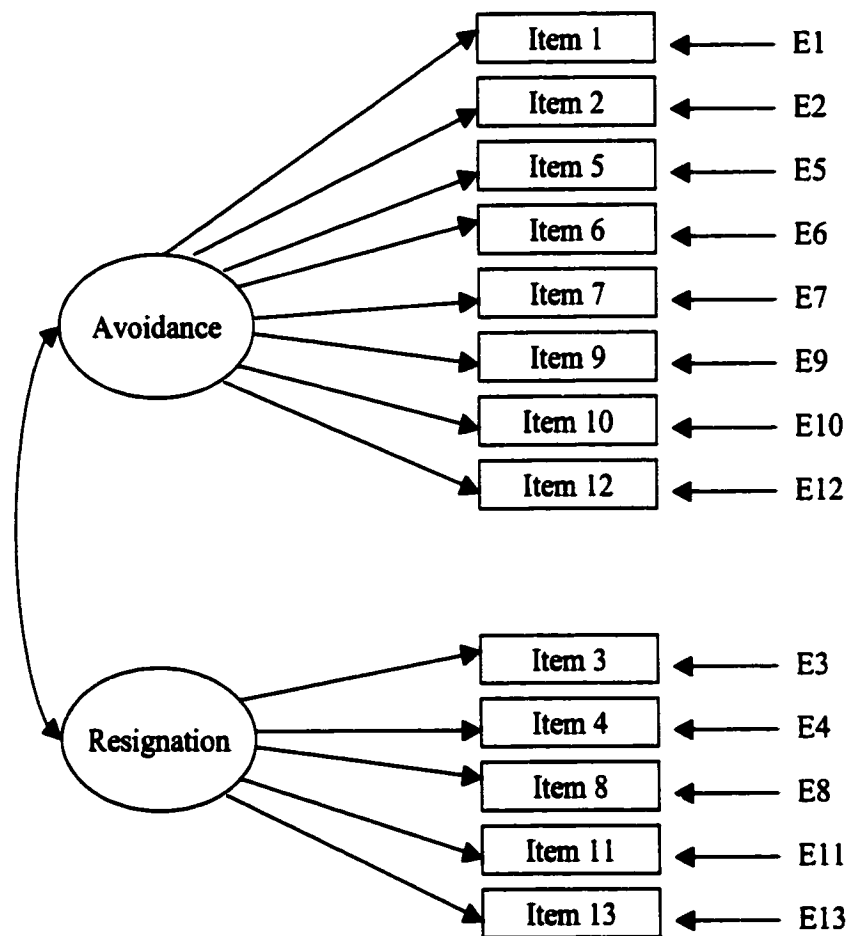 Item 1 E1
Item 2 E2
Item 5 E5
Item 6 E6
Item 7 E7
Avoidance
Item 9 E9
Item 10 E10
Item 12 E12
Item 3 E3
Item 4 E4
Resignation
Item 8 E8
Item 11 E11
Item 13 E13